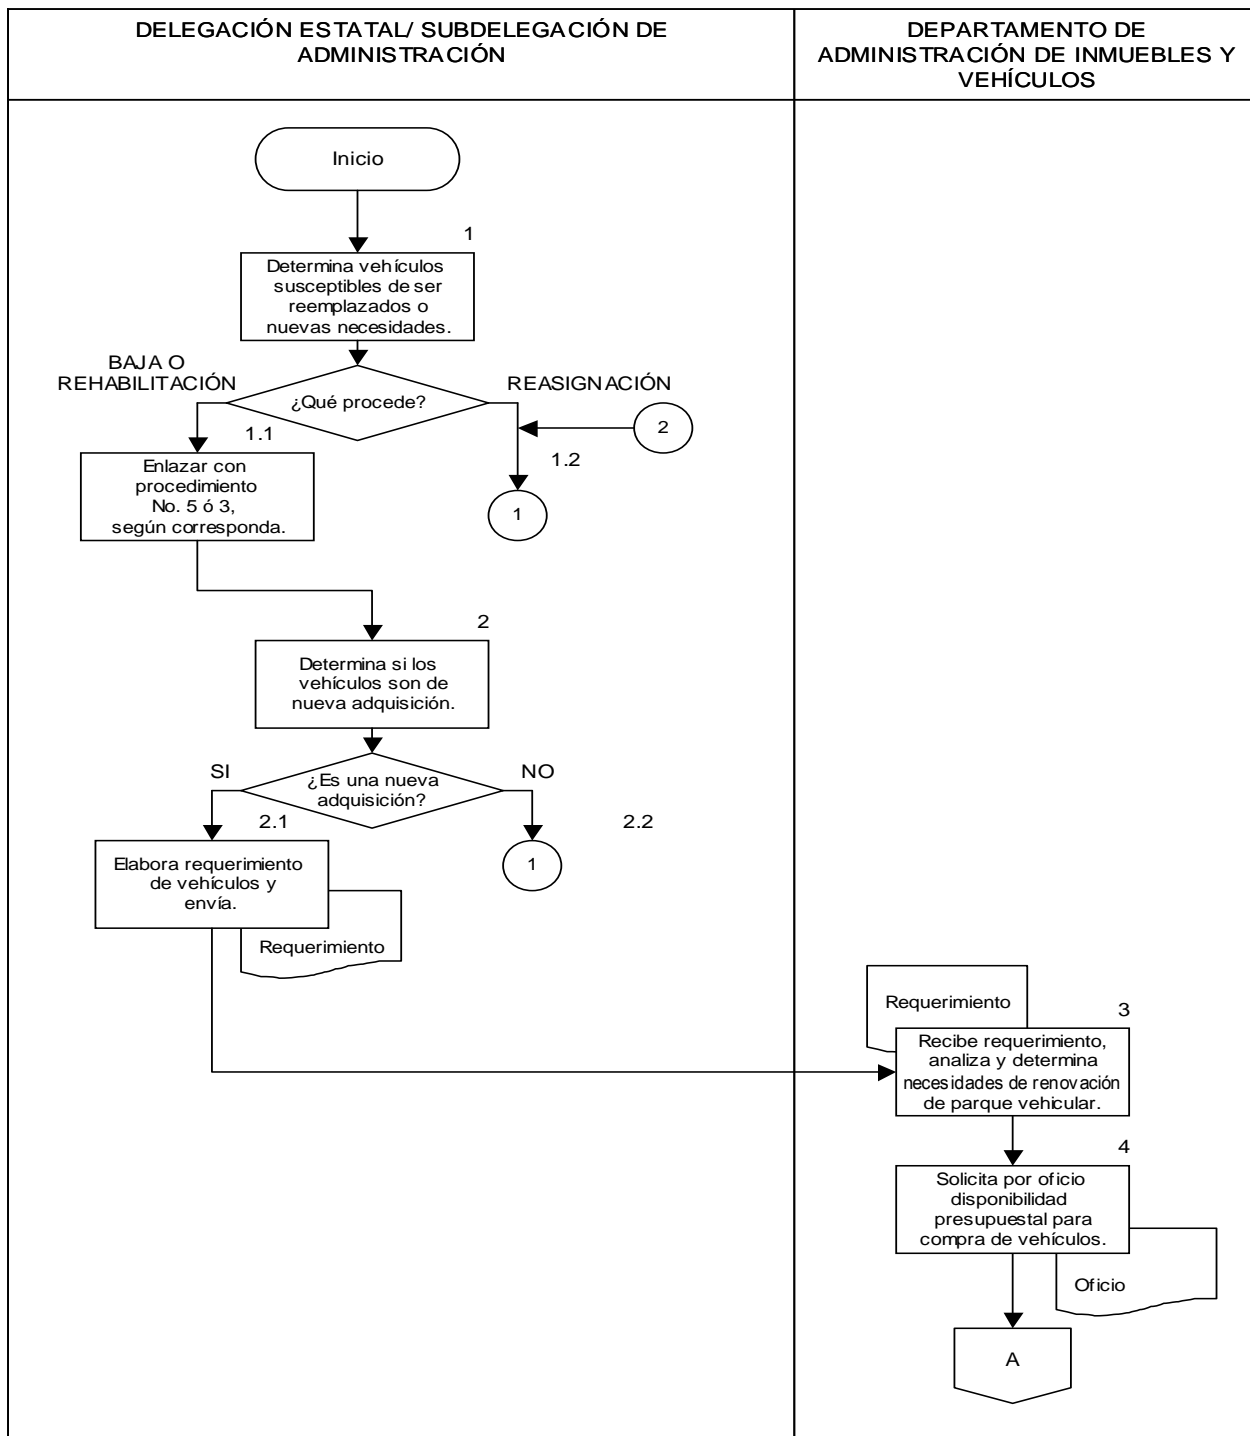 DELEGACIÓN ESTATAL/ SUBDELEGACIÓN DE
ADMINISTRACIÓN
DEPARTAMENTO DE
ADMINISTRACIÓN DE INMUEBLES Y
VEHÍCULOS
Inicio
1
Determina vehículos
susceptibles de ser
reemplazados o
nuevas necesidades.
BAJA O
REHABILITACIÓN
¿Qué procede?
REASIGNACIÓN
2
1.1
1.2
Enlazar con
procedimiento
No. 5 ó 3,
según corresponda.
1
2
Determina si los
vehículos son de
nueva adquisición.
SI
¿Es una nueva
adquisición?
NO
2.1
2.2
Elabora requerimiento
de vehículos y
envía.
1
Requerimiento
Requerimiento
3
Recibe requerimiento,
analiza y determina
necesidades de renovación
de parque vehicular.
4
Solicita por oficio
disponibilidad
presupuestal para
compra de vehículos.
Oficio
A